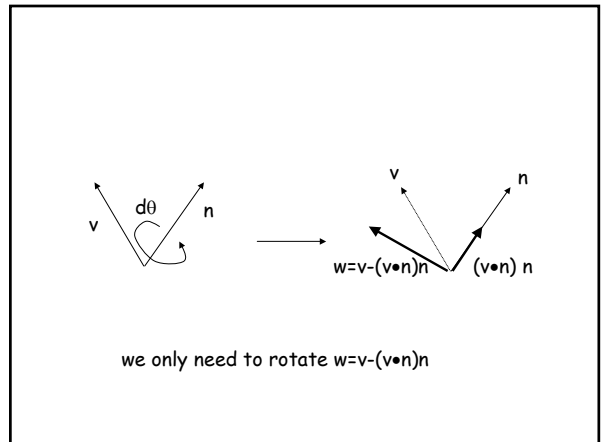 v
dθ
n
v
n
w=v-(v•n)n
(v•n) n
we only need to rotate w=v-(v•n)n